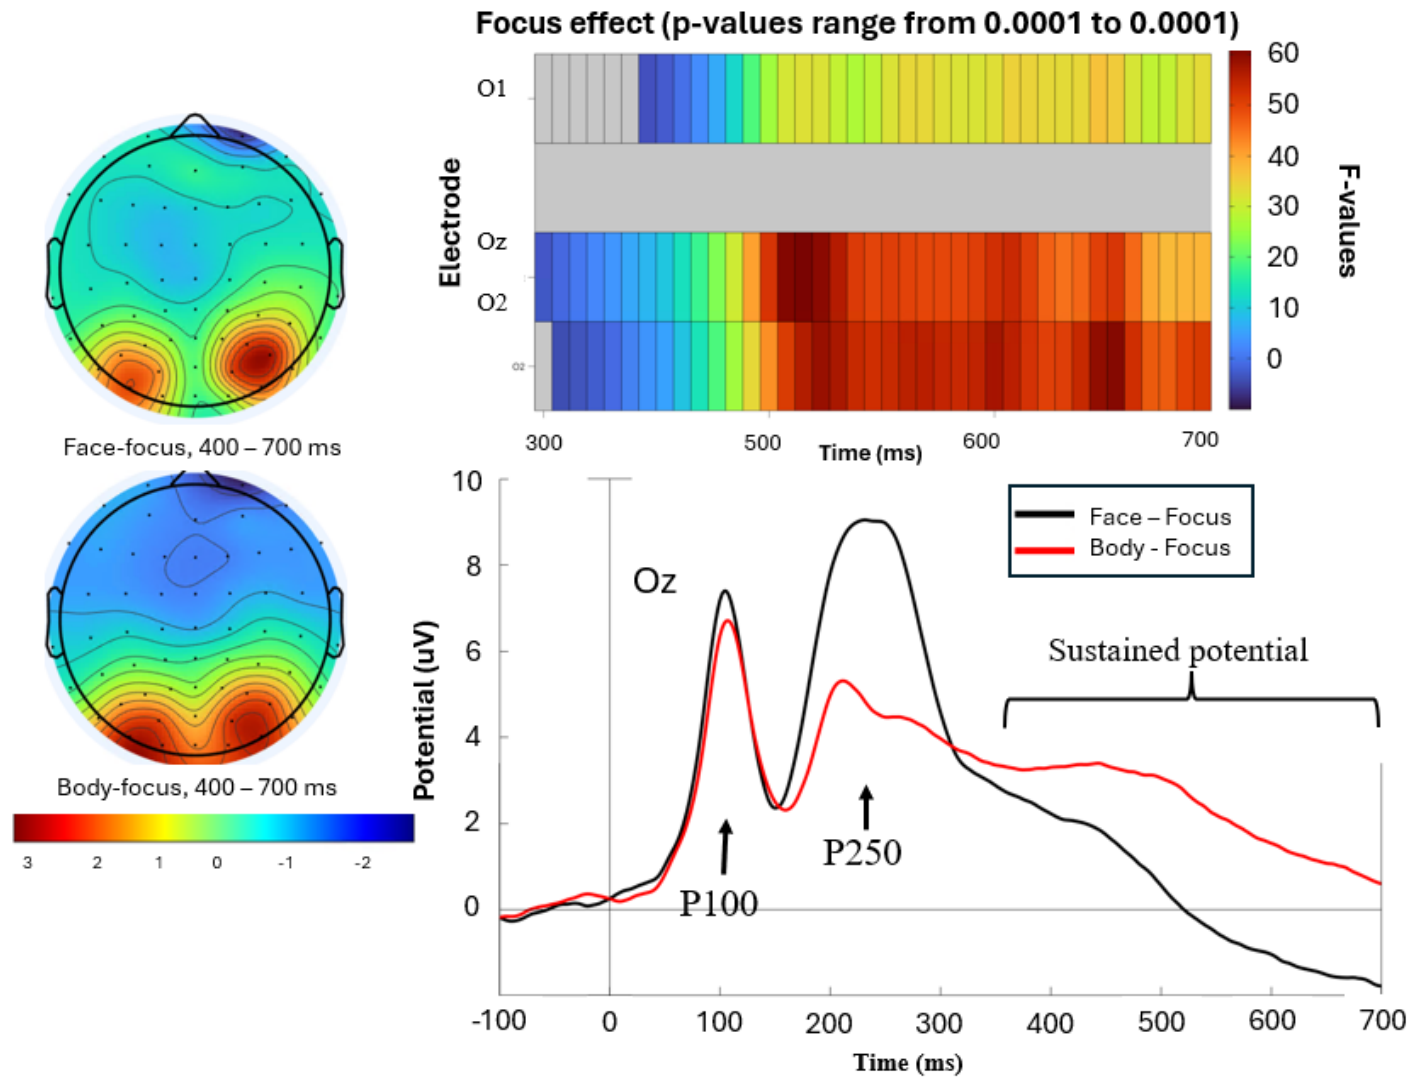 Focus effect (p-values range from 0.0001 to 0.0001)
O1
Oz
O2
O2
Electrode
300
500
600
700
Time (ms)
60
50
40
30
20
10
0
F-values
Face-focus, 400 – 700 ms
Body-focus, 400 – 700 ms
3 2 1 0 -1 -2
10
8
6
4
2
0
Potential (uV)
Oz
Face – Focus
Body - Focus
Sustained potential
P250
P100
-100 0 100 200 300 400 500 600 700
Time (ms)